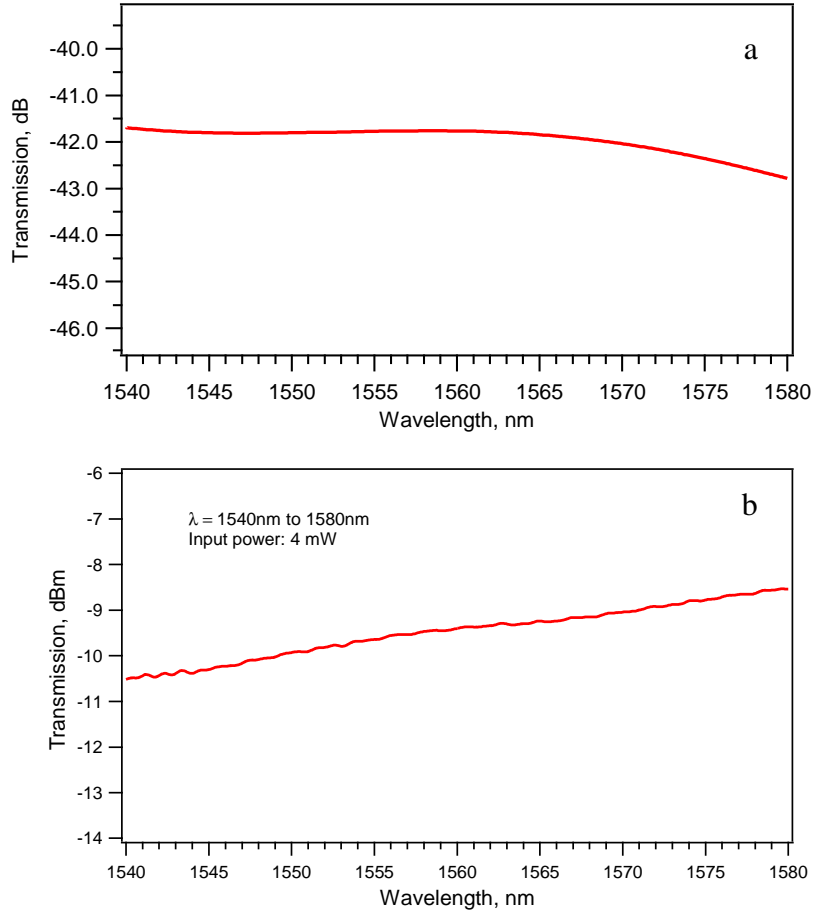 a
-40.0
-41.0
-42.0
-43.0
-44.0
-45.0
-46.0
Transmission, dB
1540 1545 1550 1555 1560 1565 1570 1575 1580
Wavelength, nm
b
λ = 1540nm to 1580nm
Input power: 4 mW
-6
-7
-8
-9
-10
-11
-12
-13
-14
Transmission, dBm
1540 1545 1550 1555 1560 1565 1570 1575 1580
Wavelength, nm